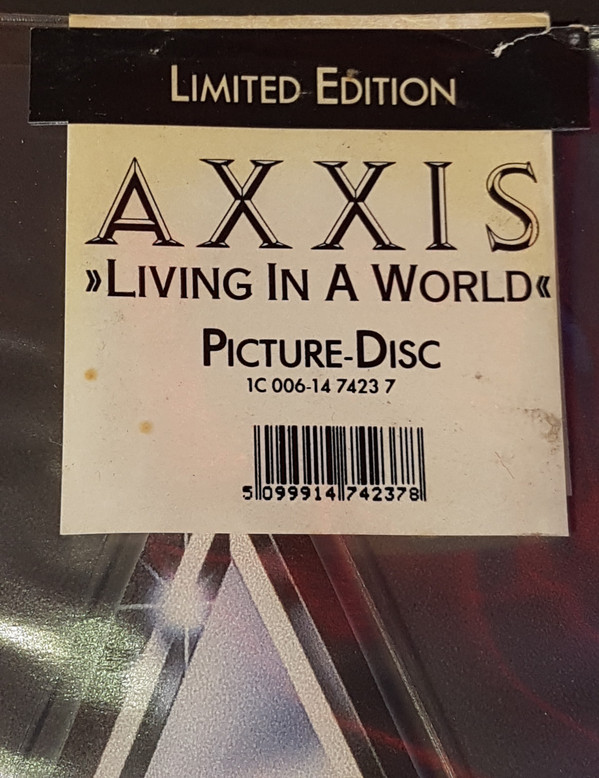 LIMITED EDITION
AXXIS
»LIVING IN A WORLD«
PICTURE-DISC
1C 006-14 7423 7
5 099914 742378